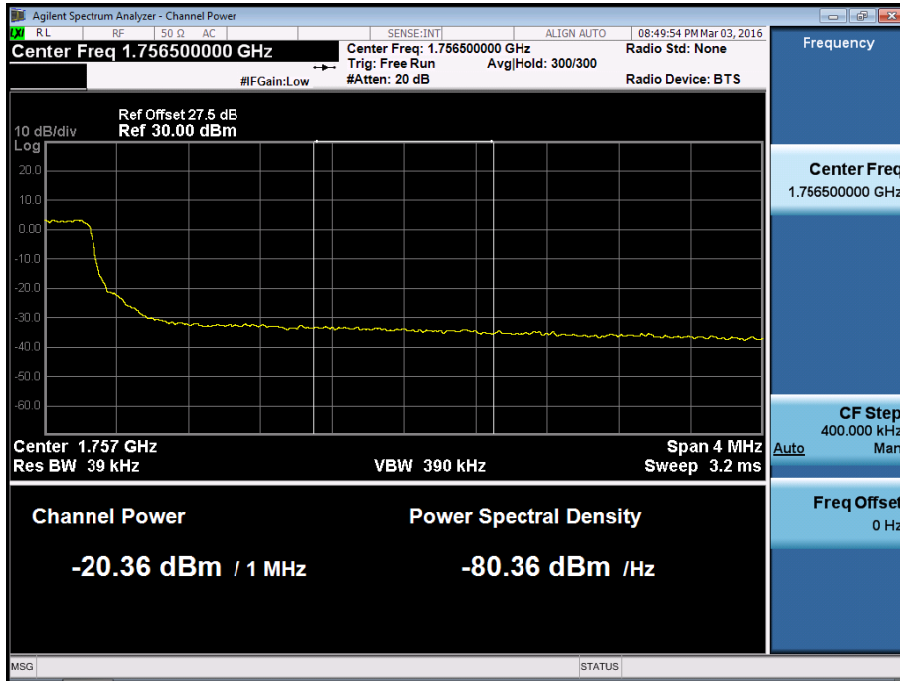 Agilent Spectrum Analyzer - Channel Power
LXI RL RF 50 Ω AC SENSE:INT ALIGN AUTO 08:49:54 PM Mar 03, 2016
Center Freq 1.756500000 GHz
Center Freq: 1.756500000 GHz Radio Std: None
Trig: Free Run Avg|Hold: 300/300
#IFGain:Low #Atten: 20 dB Radio Device: BTS
Ref Offset 27.5 dB
10 dB/div Ref 30.00 dBm
Log
20.0
10.0
0.00
-10.0
-20.0
-30.0
-40.0
-50.0
-60.0
Center 1.757 GHz Span 4 MHz
Res BW 39 kHz VBW 390 kHz Sweep 3.2 ms
Channel Power Power Spectral Density
-20.36 dBm / 1 MHz -80.36 dBm /Hz
MSG STATUS
Frequency
Center Freq
1.756500000 GHz
CF Step
400.000 kHz
Auto Man
Freq Offset
0 Hz